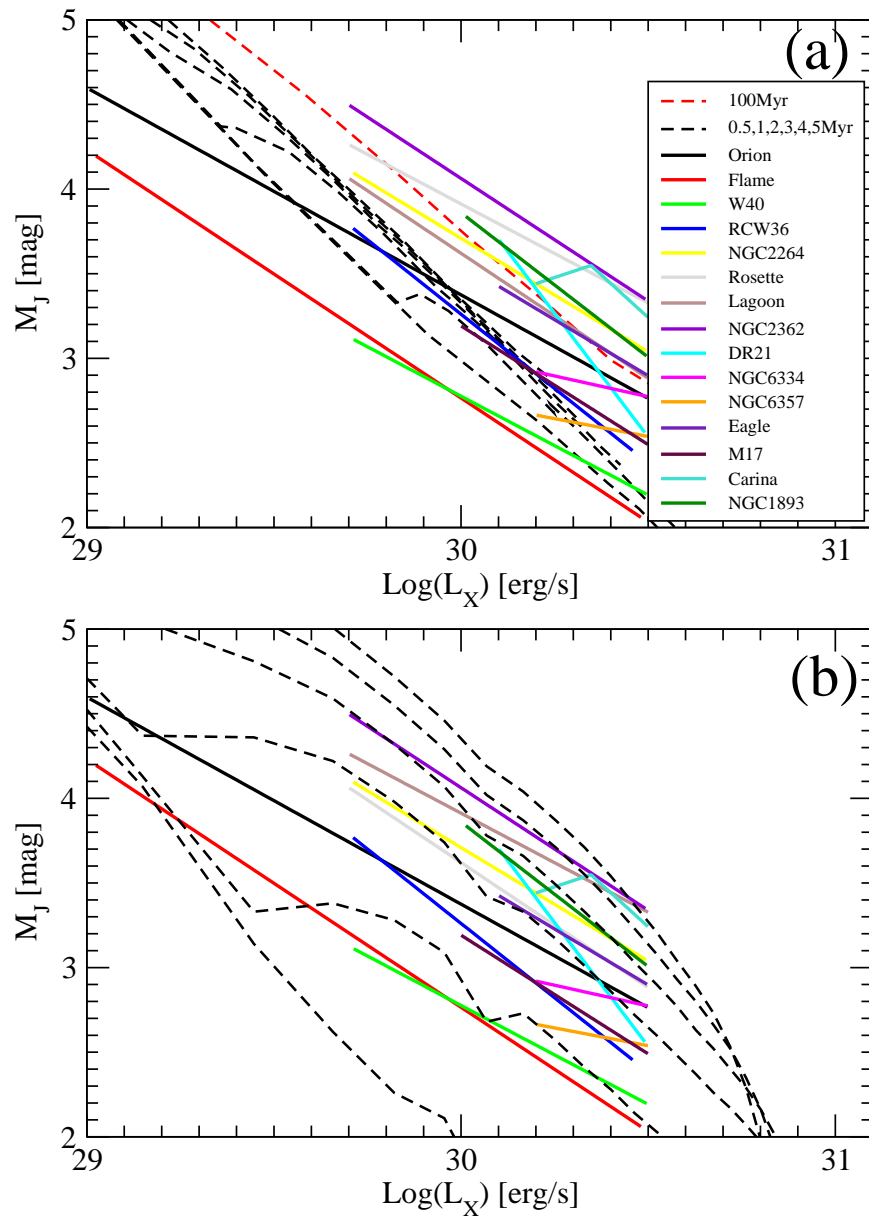 (a)
5
4
3
2
M_J [mag]
100Myr
0.5,1,2,3,4,5Myr
Orion
Flame
W40
RCW36
NGC2264
Rosette
Lagoon
NGC2362
DR21
NGC6334
NGC6357
Eagle
M17
Carina
NGC1893
29 30 31
Log(L_X) [erg/s]
(b)
5
4
3
2
M_J [mag]
29 30 31
Log(L_X) [erg/s]